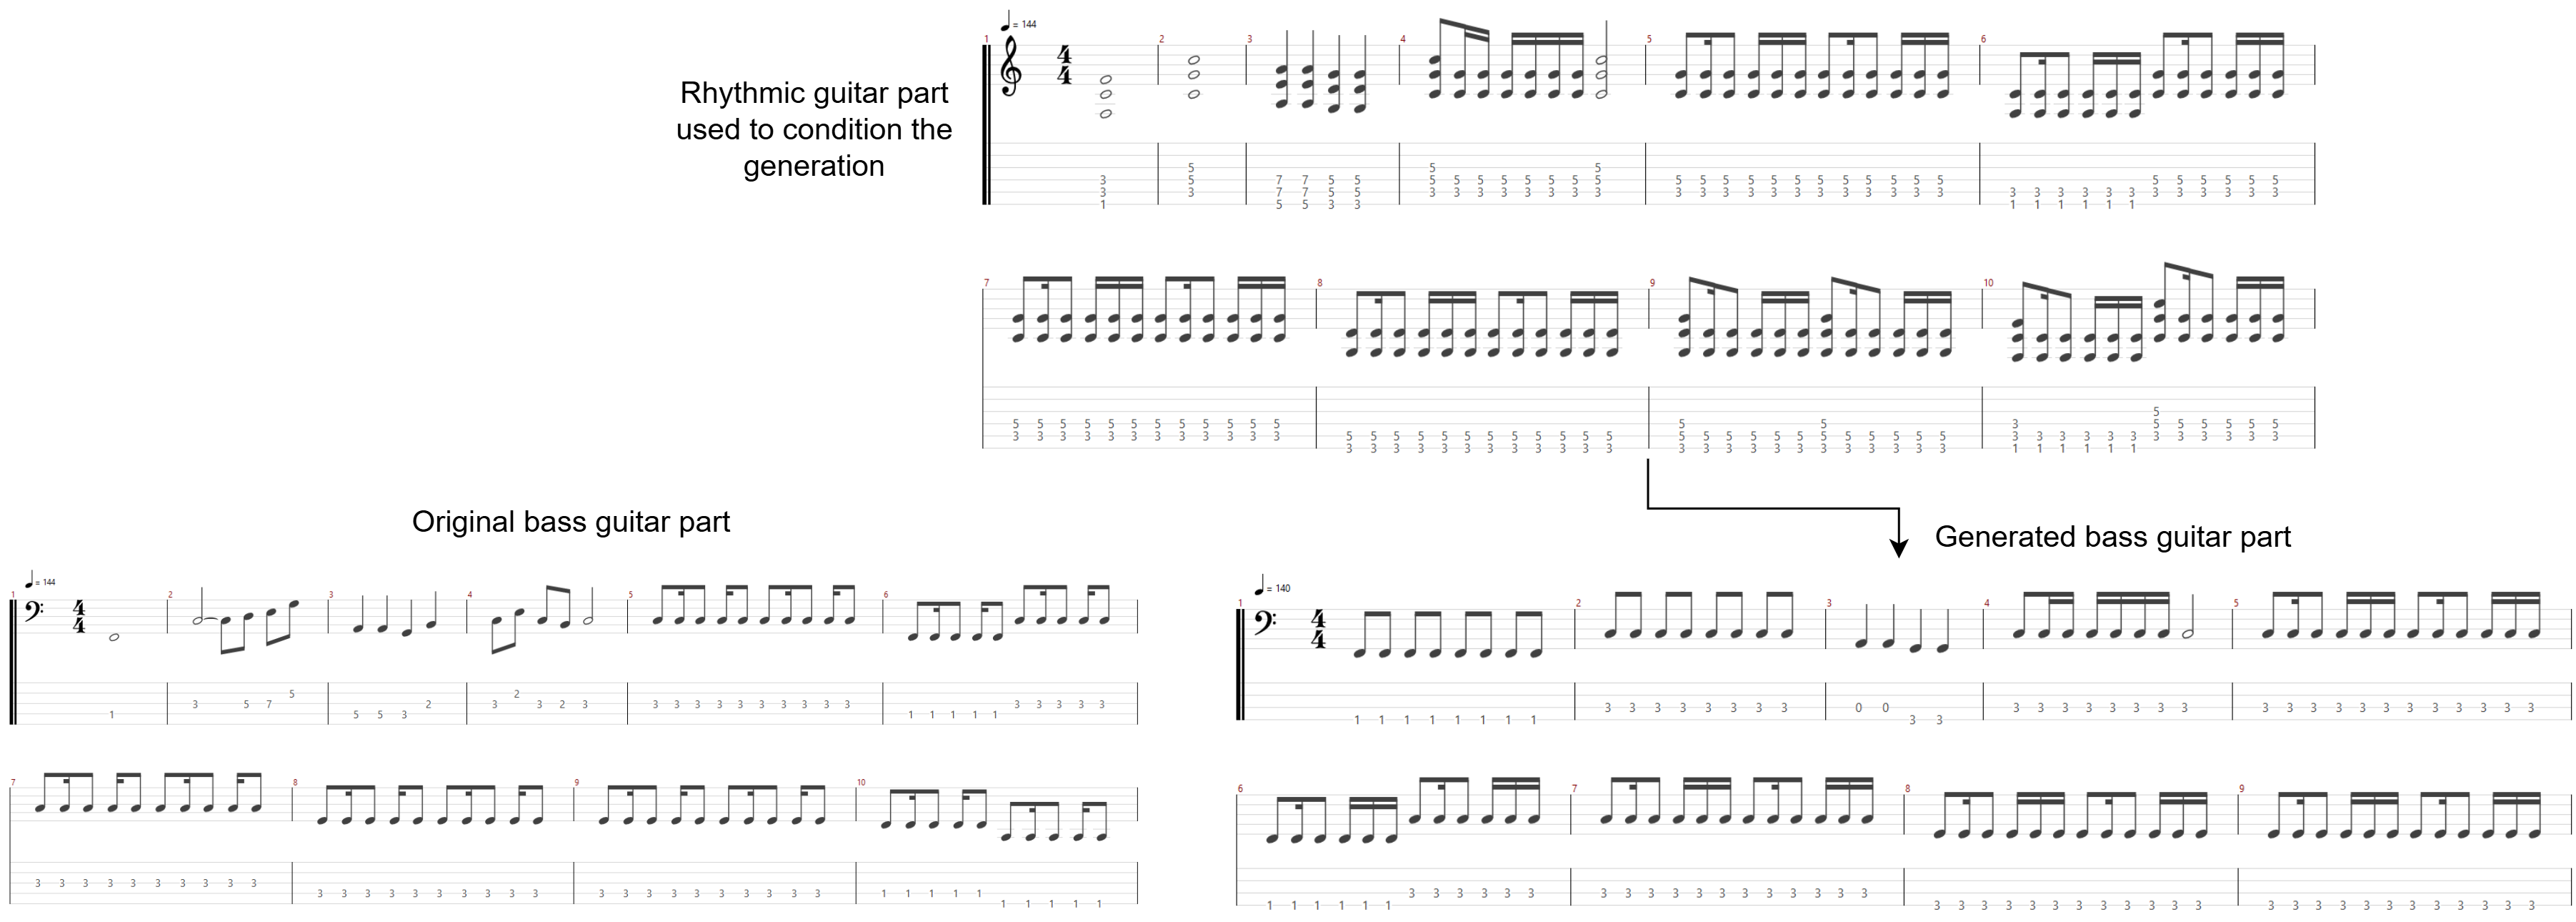 Rhythmic guitar part
used to condition the
generation
♩ = 144
1 2 3 4 5 6
4 4
5 7 7 5 5 5 5
3 5 7 7 5 5 5 5 5 5 5 5 5 5 5 5 5 5 5 5 5 5 5 5 5 5 5 5 5 5 5 5
3 3 5 5 3 3 3 3 3 3 3 3 3 3 3 3 3 3 3 3 3 3 3 3 3 3 3 3 3 3 3 3 3 3 3
1 1 1 1 1 1 1
7 8 9 10
5 5 5 5 5 5 5 5 5 5 5 5 5 5 3 5 5 5 5 5 5
3 3 3 3 3 3 3 3 3 3 3 3 5 5 5 5 5 5 5 5 5 5 5 5 5 5 5 5 5 5 5 5 5 5 5 5 3 3 3 3 3 3 3 3 3 3 3 3
3 3 3 3 3 3 3 3 3 3 3 3 3 3 3 3 3 3 3 3 3 3 3 3 1 1 1 1 1 1
Original bass guitar part
♩ = 144
1 2 3 4 5 6
4 4
1 3 5 7 5 5 5 3 2 3 2 3 2 3 3 3 3 3 3 3 3 3 3 3 1 1 1 1 1 3 3 3 3 3
7 8 9 10
3 3 3 3 3 3 3 3 3 3 3 3 3 3 3 3 3 3 3 3 3 3 3 3 3 3 3 3 3 3 1 1 1 1 1 1 1 1 1 1
Generated bass guitar part
♩ = 140
1 2 3 4 5
4 4
1 1 1 1 1 1 1 1 3 3 3 3 3 3 3 3 0 0 3 3 3 3 3 3 3 3 3 3 3 3 3 3 3 3 3 3 3 3 3 3 3 3
6 7 8 9
1 1 1 1 1 1 3 3 3 3 3 3 3 3 3 3 3 3 3 3 3 3 3 3 3 3 3 3 3 3 3 3 3 3 3 3 3 3 3 3 3 3 3 3 3 3 3 3